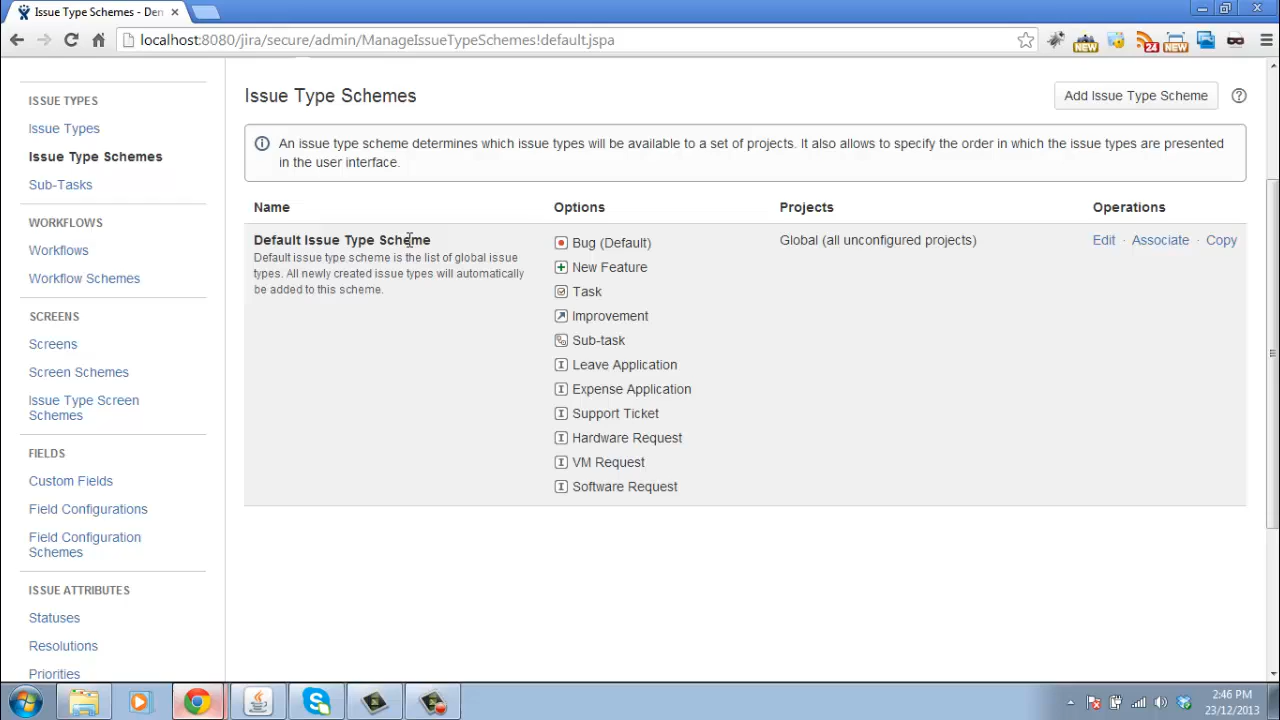 Issue Type Schemes - Den
localhost:8080/jira/secure/admin/ManageIssueTypeSchemes!default.jspa
NEW
24
NEW
ISSUE TYPES
Issue Types
Issue Type Schemes
Sub-Tasks
WORKFLOWS
Workflows
Workflow Schemes
SCREENS
Screens
Screen Schemes
Issue Type Screen
Schemes
FIELDS
Custom Fields
Field Configurations
Field Configuration
Schemes
ISSUE ATTRIBUTES
Statuses
Resolutions
Priorities
Issue Type Schemes
Add Issue Type Scheme
An issue type scheme determines which issue types will be available to a set of projects. It also allows to specify the order in which the issue types are presented
in the user interface.
Name Options Projects Operations
Default Issue Type Scheme
Default issue type scheme is the list of global issue
types. All newly created issue types will automatically
be added to this scheme.
Bug (Default)
New Feature
Task
Improvement
Sub-task
Leave Application
Expense Application
Support Ticket
Hardware Request
VM Request
Software Request
Global (all unconfigured projects)
Edit · Associate · Copy
2:46 PM
23/12/2013